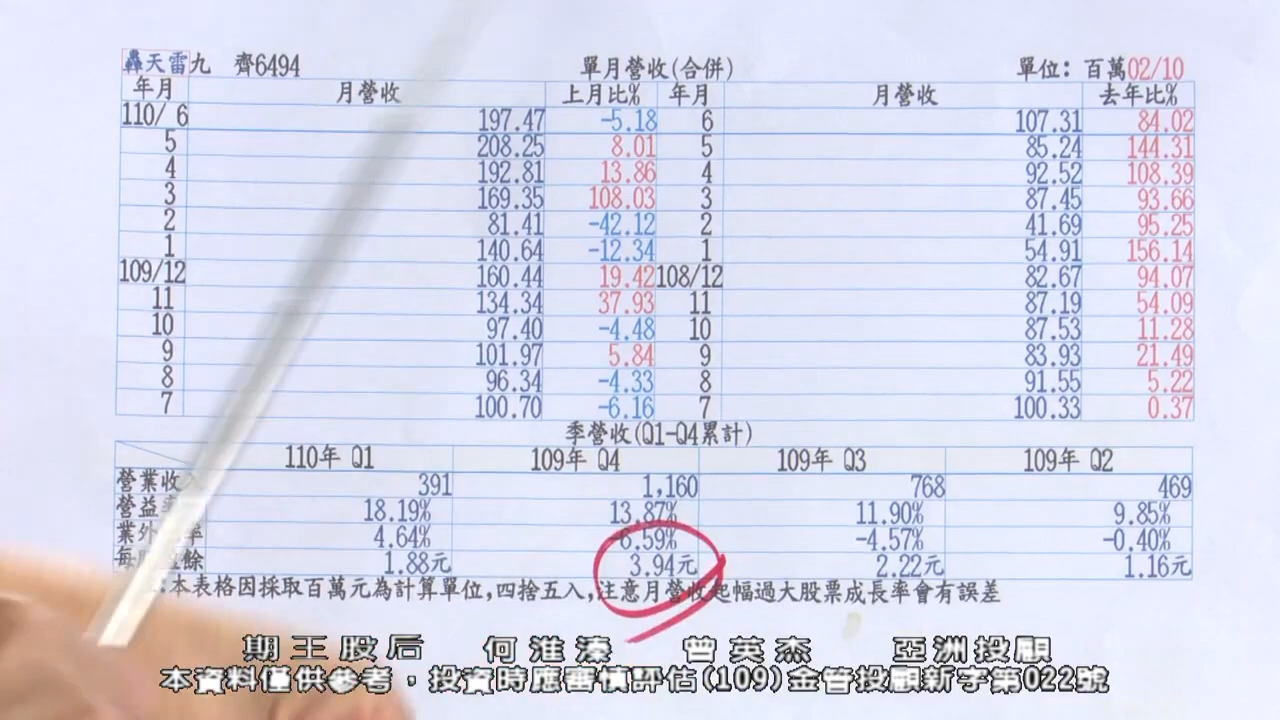 轟天雷九 齊6494 單月營收(合併) 單位: 百萬02/10
年月 月營收 上月比% 年月 月營收 去年比%
110/ 6 197.47 -5.18 6 107.31 84.02
5 208.25 8.01 5 85.24 144.31
4 192.81 13.86 4 92.52 108.39
3 169.35 108.03 3 87.45 93.66
2 81.41 -42.12 2 41.69 95.25
1 140.64 -12.34 1 54.91 156.14
109/12 160.44 19.42 108/12 82.67 94.07
11 134.34 37.93 11 87.19 54.09
10 97.40 -4.48 10 87.53 11.28
9 101.97 5.84 9 83.93 21.49
8 96.34 -4.33 8 91.55 5.22
7 100.70 -6.16 7 100.33 0.37
季營收(Q1-Q4累計)
110年 Q1 109年 Q4 109年 Q3 109年 Q2
營業收入 391 1,160 768 469
營益 18.19% 13.87% 11.90% 9.85%
業外 率 4.64% -6.59% -4.57% -0.40%
每 餘 1.88元 3.94元 2.22元 1.16元
:本表格因採取百萬元為計算單位,四捨五入,注意月營收起幅過大股票成長率會有誤差
期王股后 何淮溱 曾英杰 亞洲投顧
本資料僅供參考，投資時應審慎評估(109)金管投顧新字第022號